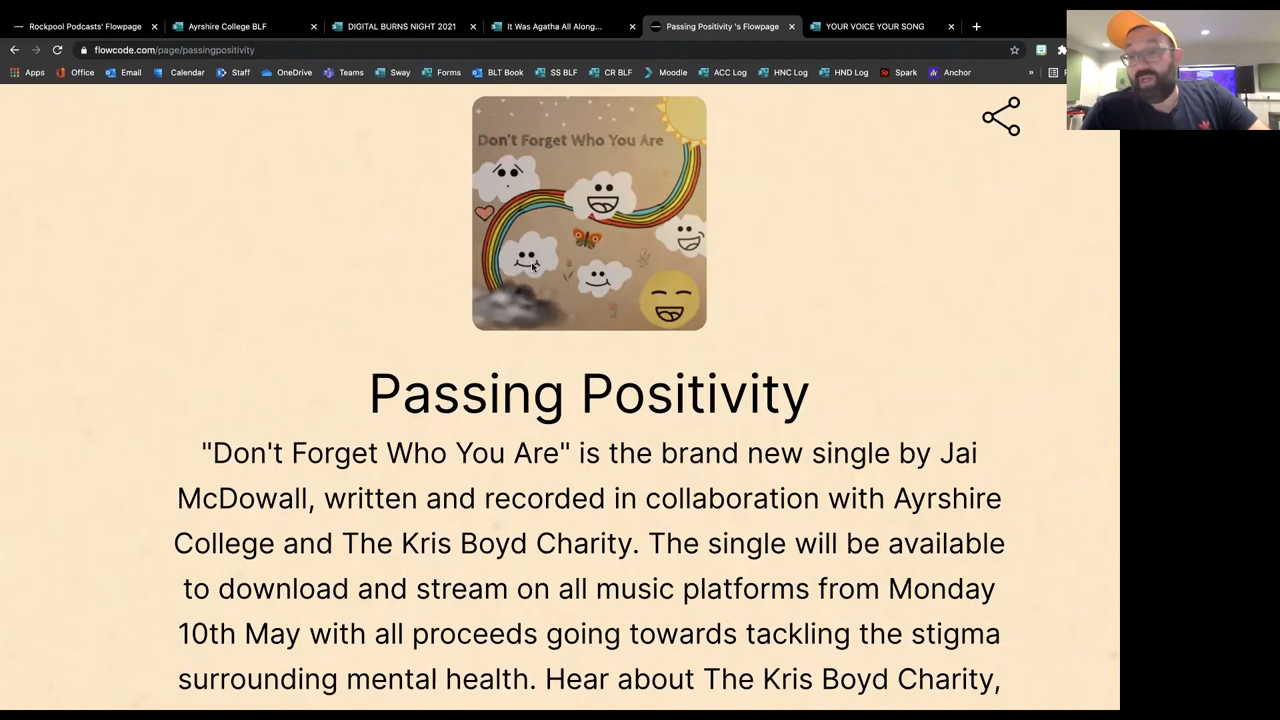 Rockpool Podcasts' Flowpage
Ayrshire College BLF
DIGITAL BURNS NIGHT 2021
It Was Agatha All Along...
Passing Positivity 's Flowpage
YOUR VOICE YOUR SONG
flowcode.com/page/passingpositivity
Apps Office Email Calendar Staff OneDrive Teams Sway Forms BLT Book SS BLF CR BLF Moodle ACC Log HNC Log HND Log Spark Anchor »
Don't Forget Who You Are
Passing Positivity
"Don't Forget Who You Are" is the brand new single by Jai
McDowall, written and recorded in collaboration with Ayrshire
College and The Kris Boyd Charity. The single will be available
to download and stream on all music platforms from Monday
10th May with all proceeds going towards tackling the stigma
surrounding mental health. Hear about The Kris Boyd Charity,